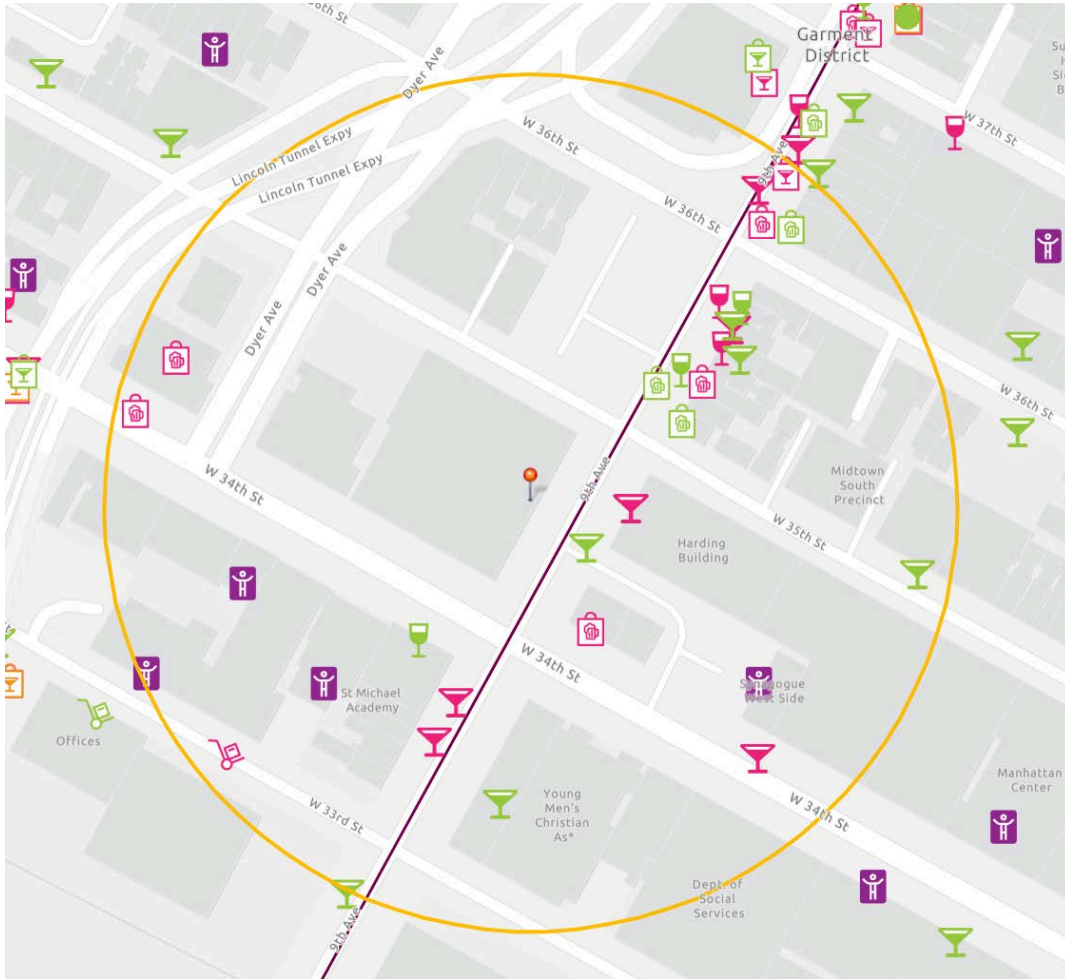 Garment
District
Dyer Ave
W 37th St
Lincoln Tunnel Expy
Lincoln Tunnel Expy
W 36th St
9th Ave
W 36th St
Dyer Ave
Dyer Ave
W 36th St
W 34th St
9th Ave
Midtown
South
Precinct
W 35th St
Harding
Building
W 34th St
St Michael
Academy
Synagogue
West Side
Offices
Manhattan
Center
Young
Men's
Christian
As*
W 33rd St
W 34th St
Dept. of
Social
Services
9th Ave